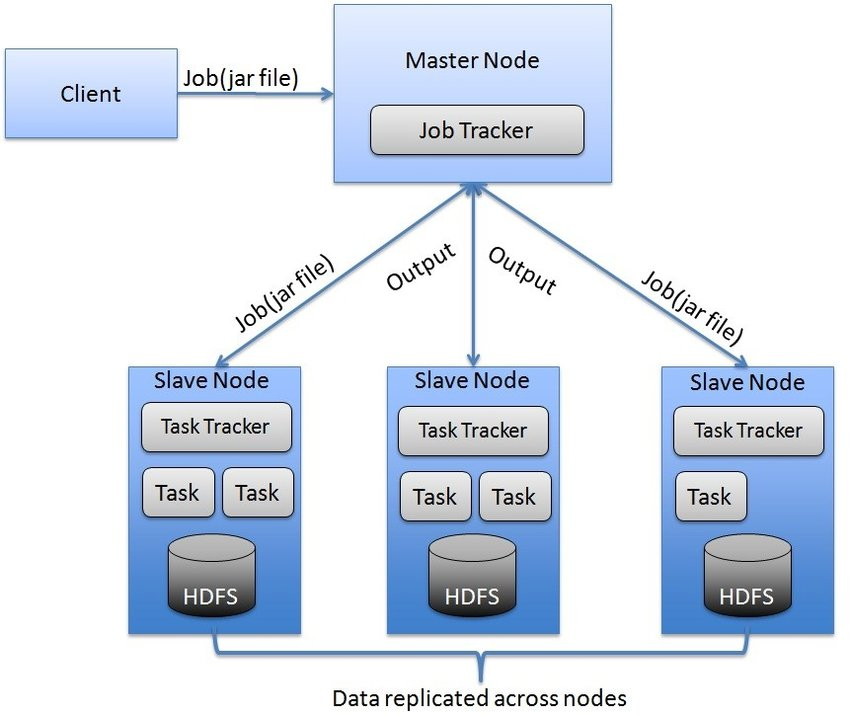 Client
Job(jar file)
Master Node
Job Tracker
Job(jar file)
Output
Output
Job(jar file)
Slave Node
Task Tracker
Task
Task
HDFS
Slave Node
Task Tracker
Task
Task
HDFS
Slave Node
Task Tracker
Task
HDFS
Data replicated across nodes